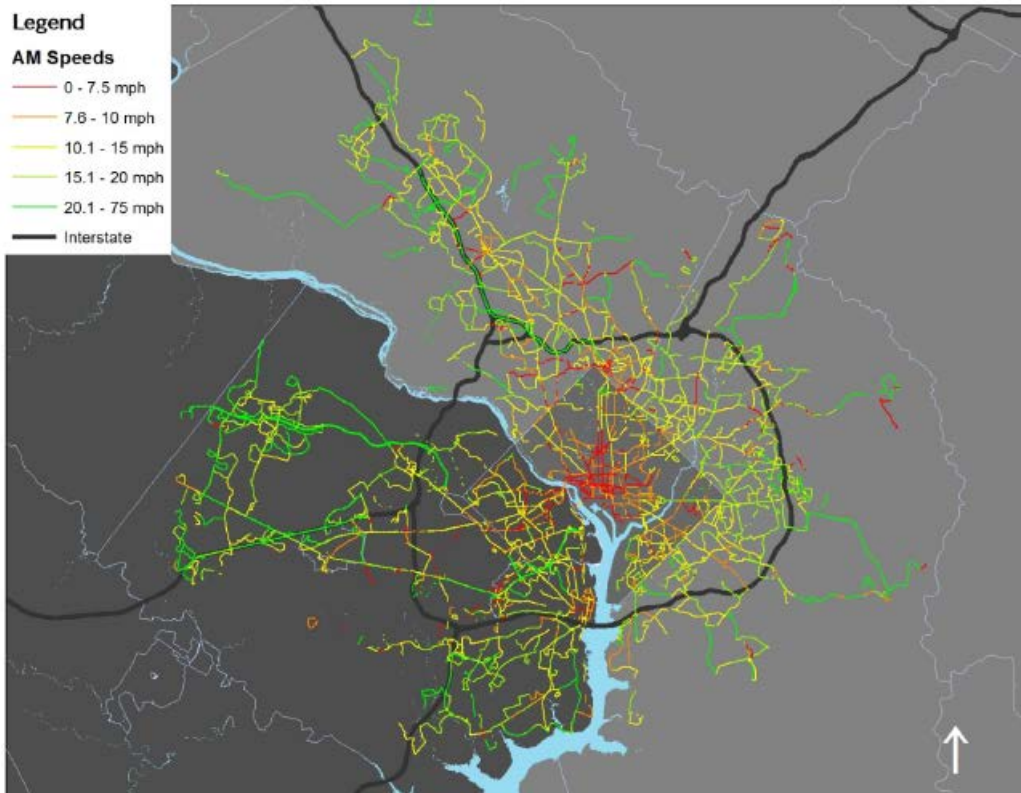 Legend
AM Speeds
0 - 7.5 mph
7.6 - 10 mph
10.1 - 15 mph
15.1 - 20 mph
20.1 - 75 mph
Interstate